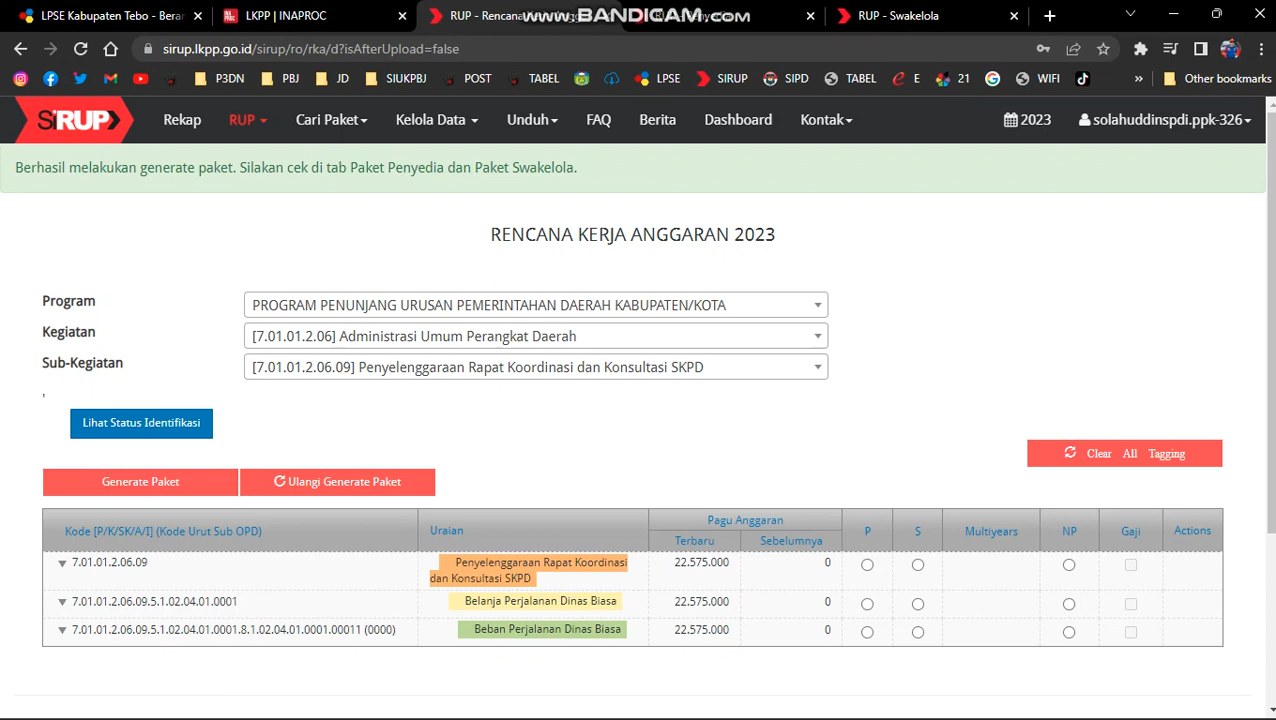 LPSE Kabupaten Tebo - Beran
LKPP | INAPROC
RUP - Rencana
www.BANDICAM.com
RUP - Swakelola
sirup.lkpp.go.id/sirup/ro/rka/d?isAfterUpload=false
P3DN
PBJ
JD
SIUKPBJ
POST
TABEL
LPSE
SIRUP
SIPD
TABEL
E
21
WIFI
»
Other bookmarks
SiRUP
Rekap
RUP
Cari Paket
Kelola Data
Unduh
FAQ
Berita
Dashboard
Kontak
2023
solahuddinspdi.ppk-326
Berhasil melakukan generate paket. Silakan cek di tab Paket Penyedia dan Paket Swakelola.
RENCANA KERJA ANGGARAN 2023
Program
PROGRAM PENUNJANG URUSAN PEMERINTAHAN DAERAH KABUPATEN/KOTA
Kegiatan
[7.01.01.2.06] Administrasi Umum Perangkat Daerah
Sub-Kegiatan
[7.01.01.2.06.09] Penyelenggaraan Rapat Koordinasi dan Konsultasi SKPD
'
Lihat Status Identifikasi
Clear All Tagging
Generate Paket
Ulangi Generate Paket
Kode [P/K/SK/A/I] (Kode Urut Sub OPD)
Uraian
Pagu Anggaran
Terbaru
Sebelumnya
P
S
Multiyears
NP
Gaji
Actions
7.01.01.2.06.09
Penyelenggaraan Rapat Koordinasi
dan Konsultasi SKPD
22.575.000
0
7.01.01.2.06.09.5.1.02.04.01.0001
Belanja Perjalanan Dinas Biasa
22.575.000
0
7.01.01.2.06.09.5.1.02.04.01.0001.8.1.02.04.01.0001.00011 (0000)
Beban Perjalanan Dinas Biasa
22.575.000
0